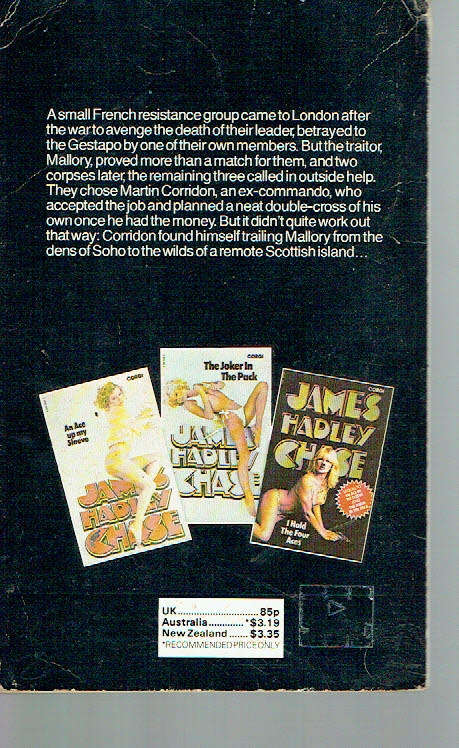 A small French resistance group came to London after
the war to avenge the death of their leader, betrayed to
the Gestapo by one of their own members. But the traitor,
Mallory, proved more than a match for them, and two
corpses later, the remaining three called in outside help.
They chose Martin Corridon, an ex-commando, who
accepted the job and planned a neat double-cross of his
own once he had the money. But it didn't quite work out
that way: Corridon found himself trailing Mallory from the
dens of Soho to the wilds of a remote Scottish island...
CORGI
An Ace
up my
Sleeve
JAMES
HADLEY
CHASE
CORGI
The Joker In
The Pack
JAMES
HADLEY
CHASE
CORGI
JAMES
HADLEY
CHASE
I Hold
The Four
Aces
UK............................85p
Australia............*$3.19
New Zealand......$3.35
*RECOMMENDED PRICE ONLY